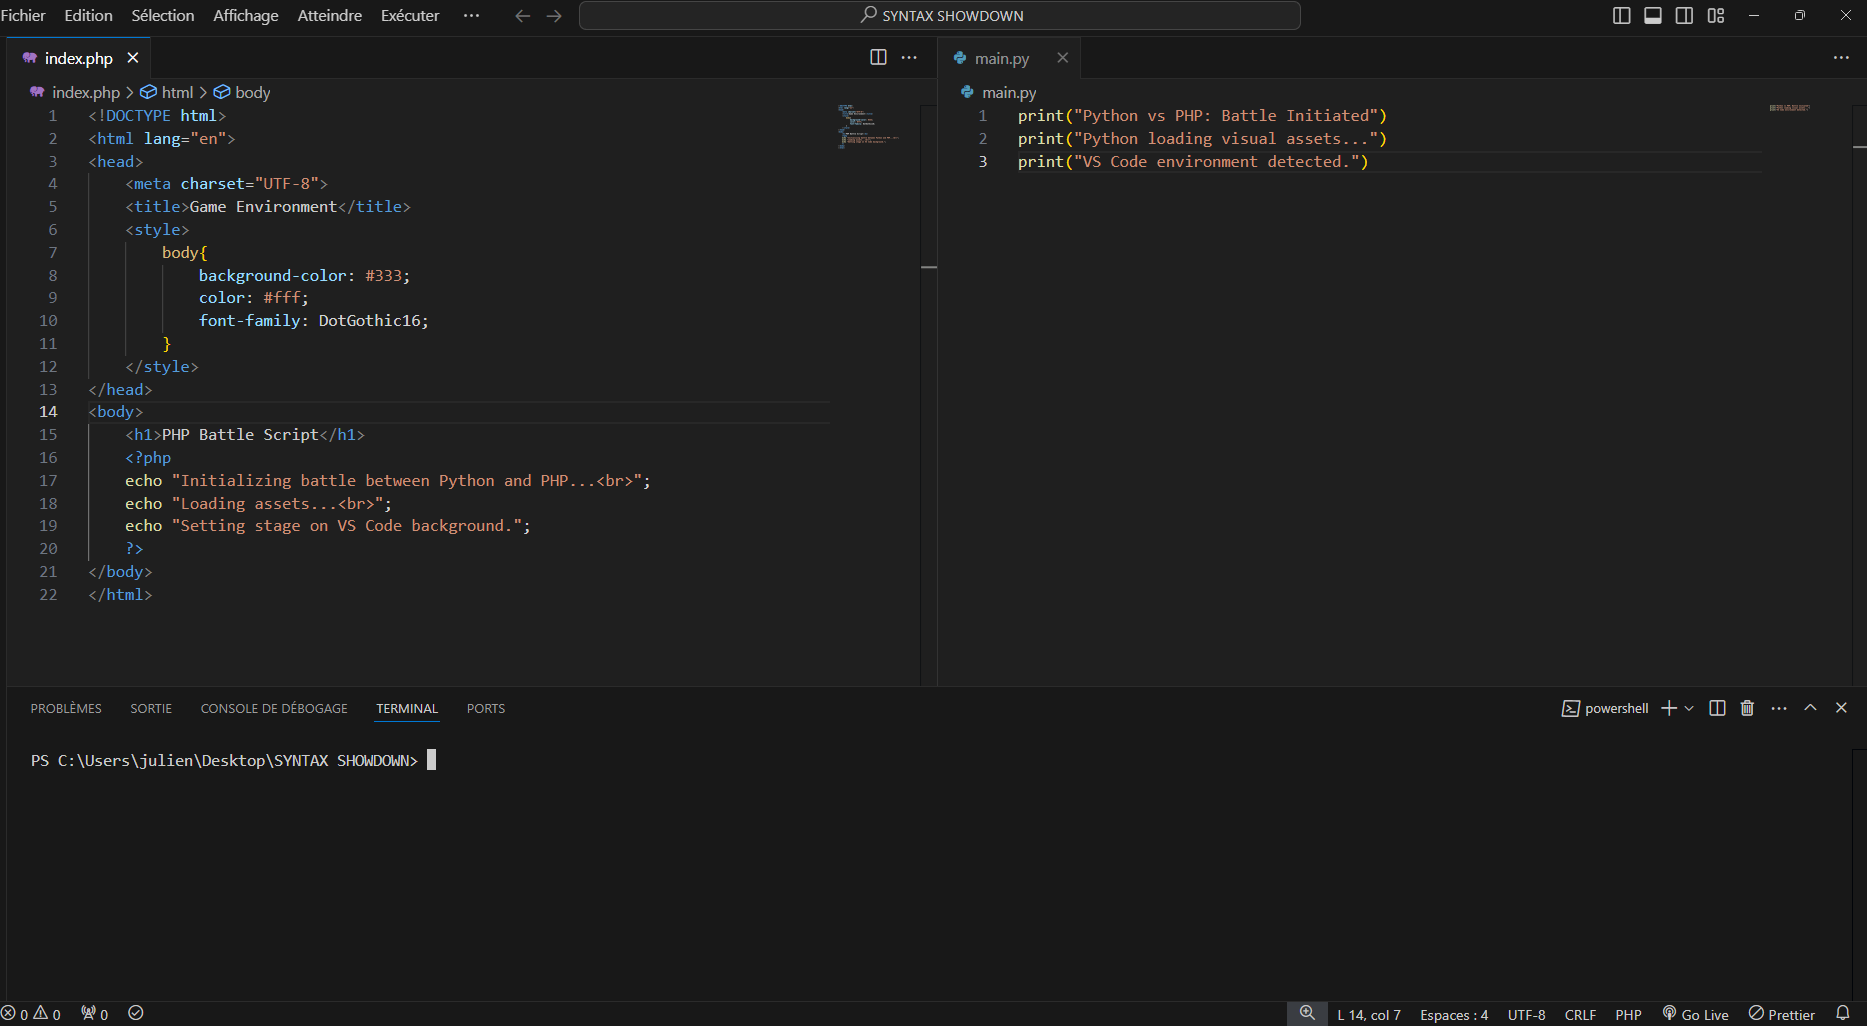 Fichier Edition Sélection Affichage Atteindre Exécuter ··· SYNTAX SHOWDOWN
index.php
index.php > html > body
1 <!DOCTYPE html>
2 <html lang="en">
3 <head>
4 <meta charset="UTF-8">
5 <title>Game Environment</title>
6 <style>
7 body{
8 background-color: #333;
9 color: #fff;
10 font-family: DotGothic16;
11 }
12 </style>
13 </head>
14 <body>
15 <h1>PHP Battle Script</h1>
16 <?php
17 echo "Initializing battle between Python and PHP...<br>";
18 echo "Loading assets...<br>";
19 echo "Setting stage on VS Code background.";
20 ?>
21 </body>
22 </html>
main.py
main.py
1 print("Python vs PHP: Battle Initiated")
2 print("Python loading visual assets...")
3 print("VS Code environment detected.")
PROBLÈMES SORTIE CONSOLE DE DÉBOGAGE TERMINAL PORTS powershell
PS C:\Users\julien\Desktop\SYNTAX SHOWDOWN>
0 0 0 L 14, col 7 Espaces : 4 UTF-8 CRLF PHP Go Live Prettier